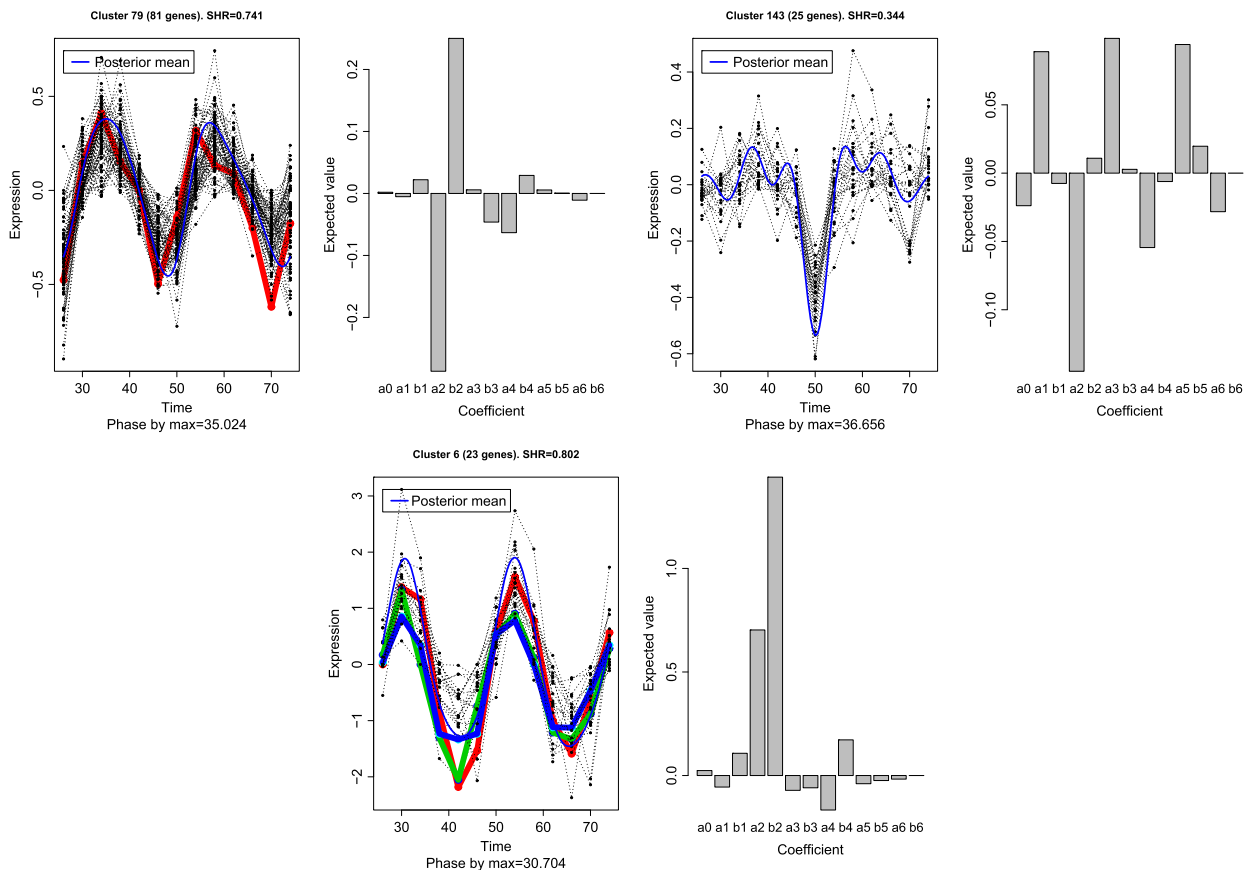 Cluster 79 (81 genes). SHR=0.741
Posterior mean
Expression
0.5
0.0
−0.5
30 40 50 60 70
Time
Phase by max=35.024
Expected value
0.2
0.1
0.0
−0.1
−0.2
a0 a1 b1 a2 b2 a3 b3 a4 b4 a5 b5 a6 b6
Coefficient
Cluster 143 (25 genes). SHR=0.344
Posterior mean
Expression
0.4
0.2
0.0
−0.2
−0.4
−0.6
30 40 50 60 70
Time
Phase by max=36.656
Expected value
0.05
0.00
−0.05
−0.10
a0 a1 b1 a2 b2 a3 b3 a4 b4 a5 b5 a6 b6
Coefficient
Cluster 6 (23 genes). SHR=0.802
Posterior mean
Expression
3
2
1
0
−1
−2
30 40 50 60 70
Time
Phase by max=30.704
Expected value
1.0
0.5
0.0
a0 a1 b1 a2 b2 a3 b3 a4 b4 a5 b5 a6 b6
Coefficient